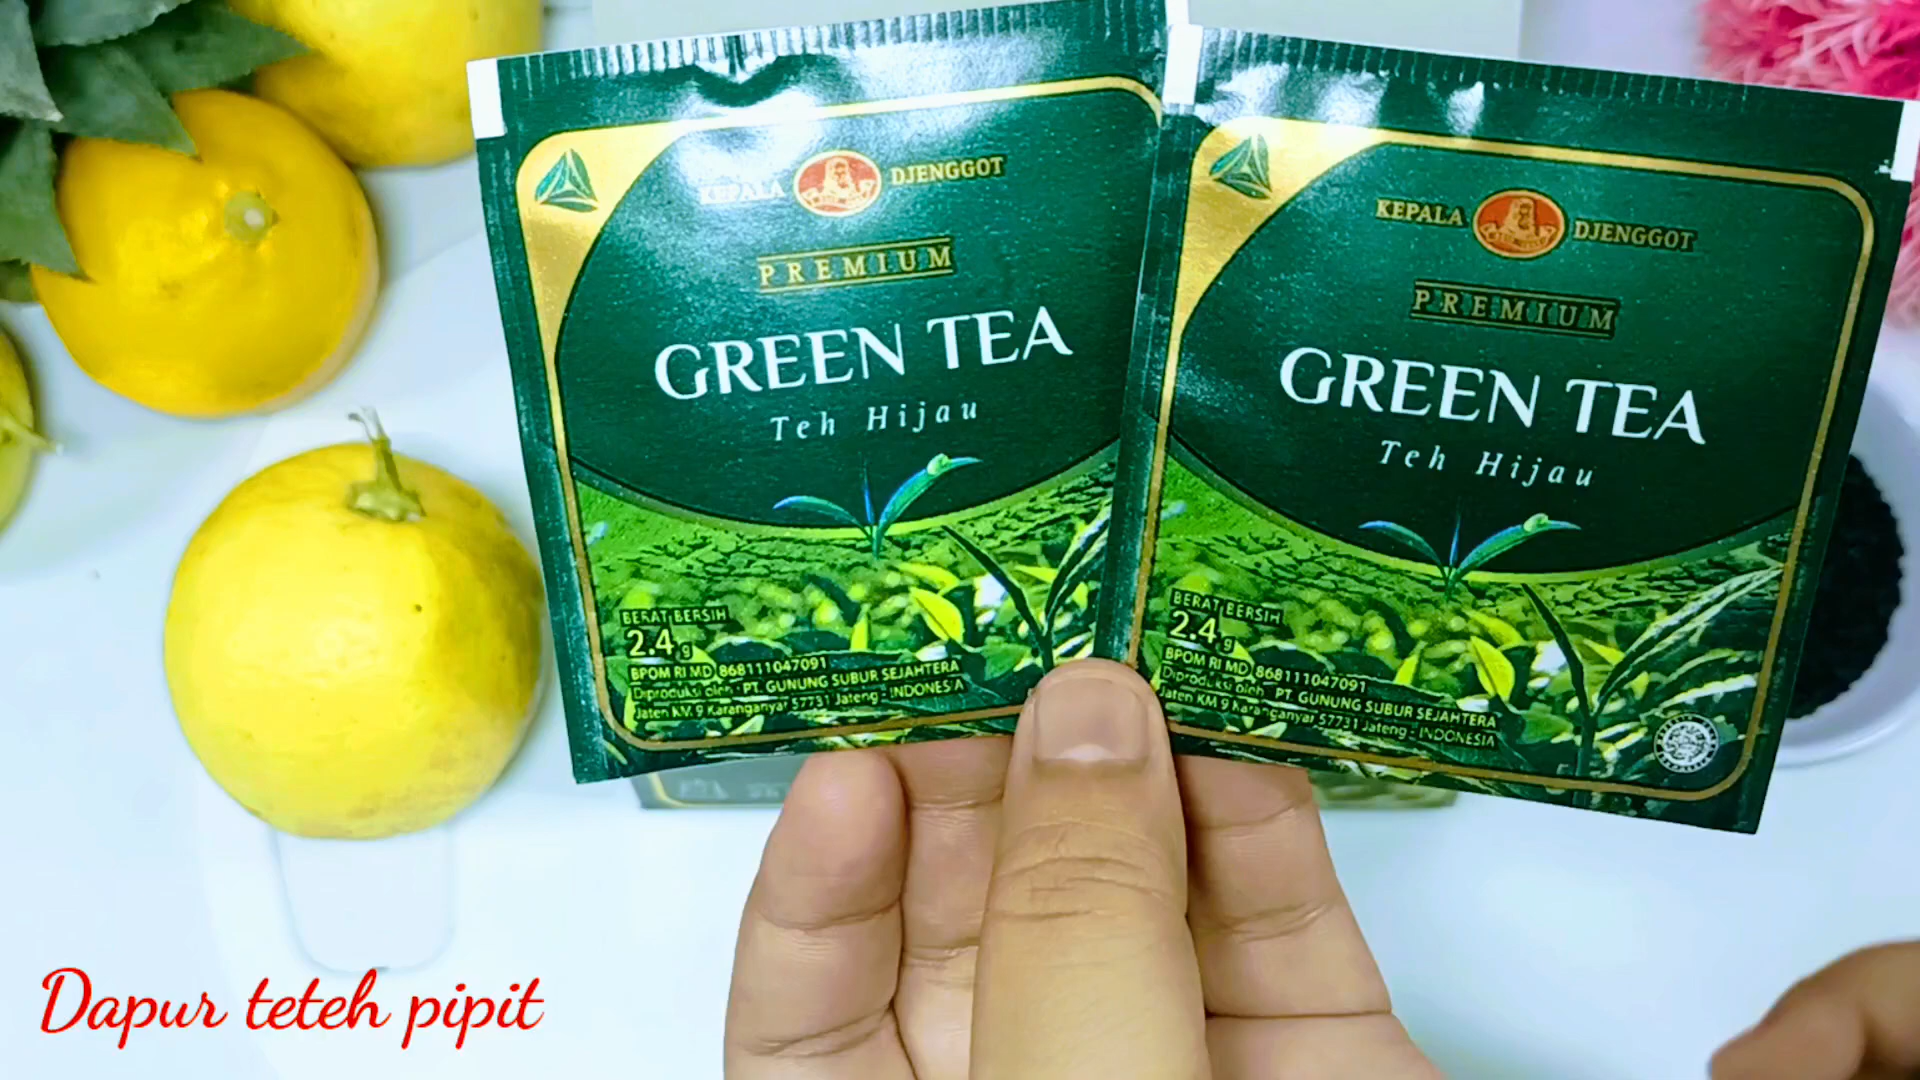 KEPALA DJENGGOT
PREMIUM
GREEN TEA
Teh Hijau
BERAT BERSIH
2.4 g
BPOM RI MD 868111047091
Diproduksi oleh : PT. GUNUNG SUBUR SEJAHTERA
Jaten KM 9 Karanganyar 57731 Jateng - INDONESIA
KEPALA DJENGGOT
PREMIUM
GREEN TEA
Teh Hijau
BERAT BERSIH
2.4 g
BPOM RI MD 868111047091
Diproduksi oleh : PT. GUNUNG SUBUR SEJAHTERA
Jaten KM 9 Karanganyar 57731 Jateng - INDONESIA
Dapur teteh pipit